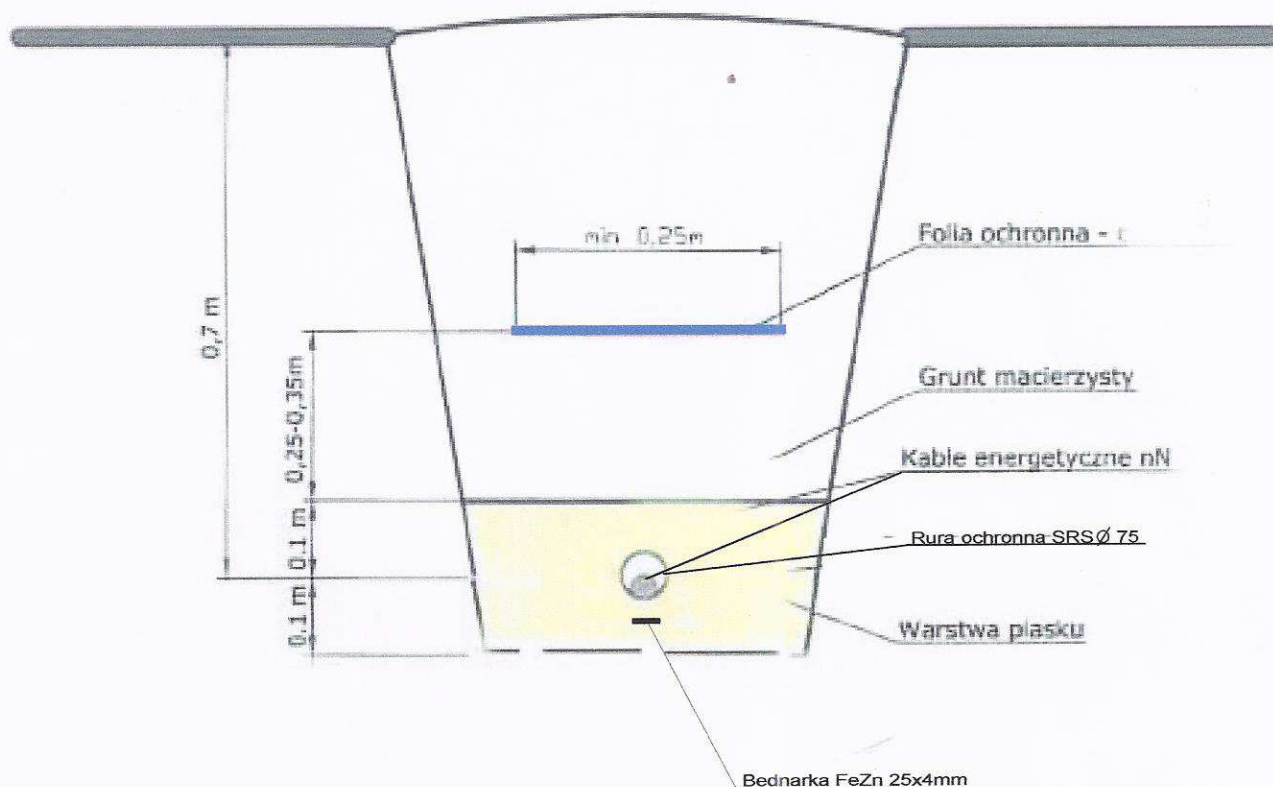 min 0.25m
Folia ochronna -
0,7 m
0,25-0,35m
Grunt macierzysty
Kable energetyczne nN
0.1 m
Rura ochronna SRSØ 75
0.1 m
Warstwa piasku
Bednarka FeZn 25x4mm